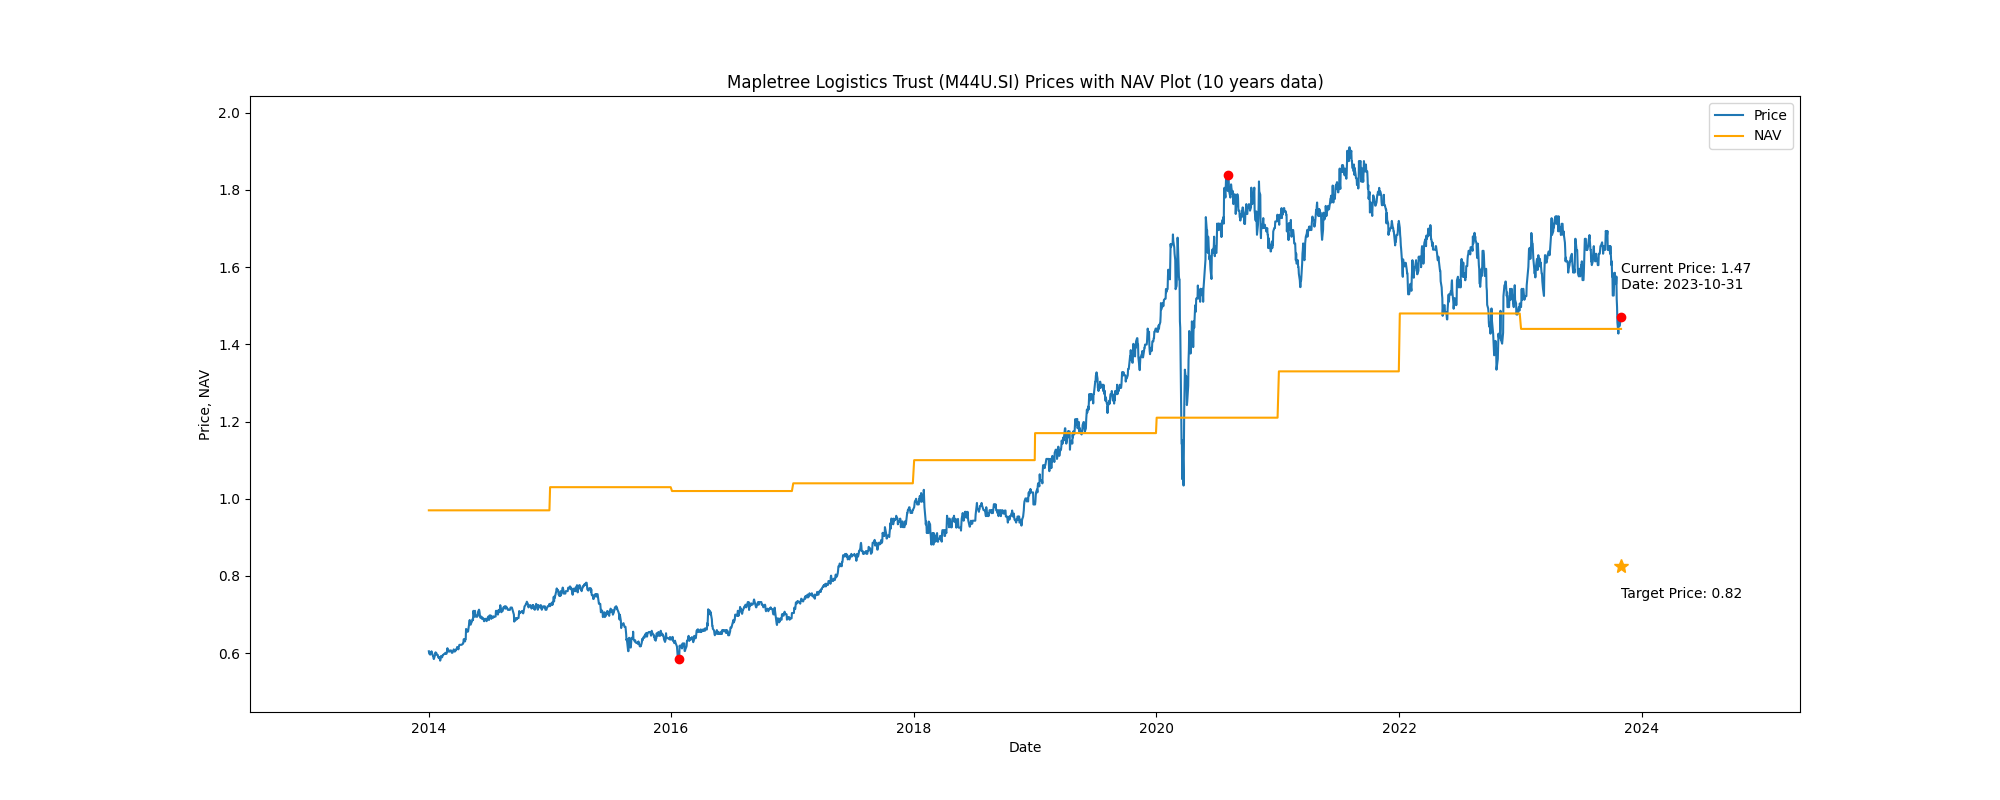 Mapletree Logistics Trust (M44U.SI) Prices with NAV Plot (10 years data)
Price, NAV
2.0
1.8
1.6
1.4
1.2
1.0
0.8
0.6
Price
NAV
Current Price: 1.47
Date: 2023-10-31
Target Price: 0.82
2014
2016
2018
2020
2022
2024
Date